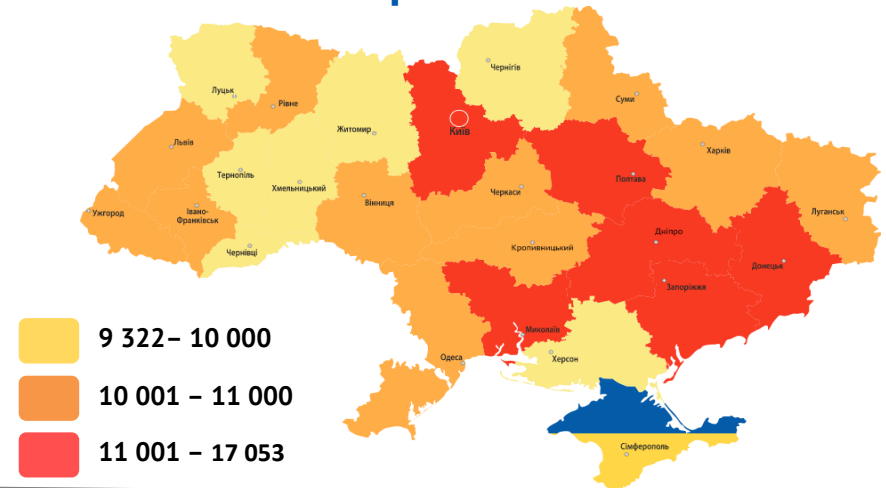 Чернігів
Луцьк
Рівне
Суми
Житомир
Київ
Львів
Харків
Тернопіль
Полтава
Хмельницький
Черкаси
Вінниця
Ужгород
Івано-
Франківськ
Луганськ
Дніпро
Кропивницький
Чернівці
Донецьк
Запоріжжя
Миколаїв
Одеса
Херсон
Сімферополь
9 322– 10 000
10 001 – 11 000
11 001 – 17 053